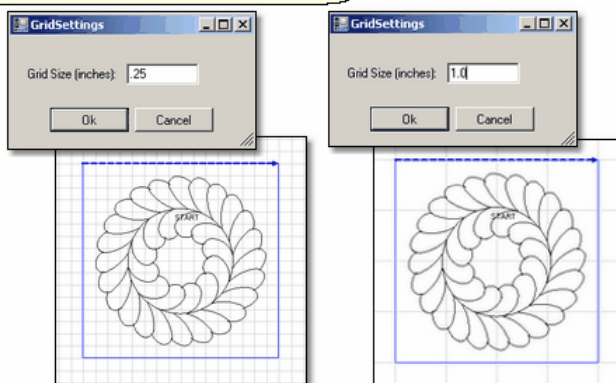 GridSettings
Grid Size (inches): .25
Ok Cancel
START
GridSettings
Grid Size (inches): 1.0
Ok Cancel
START